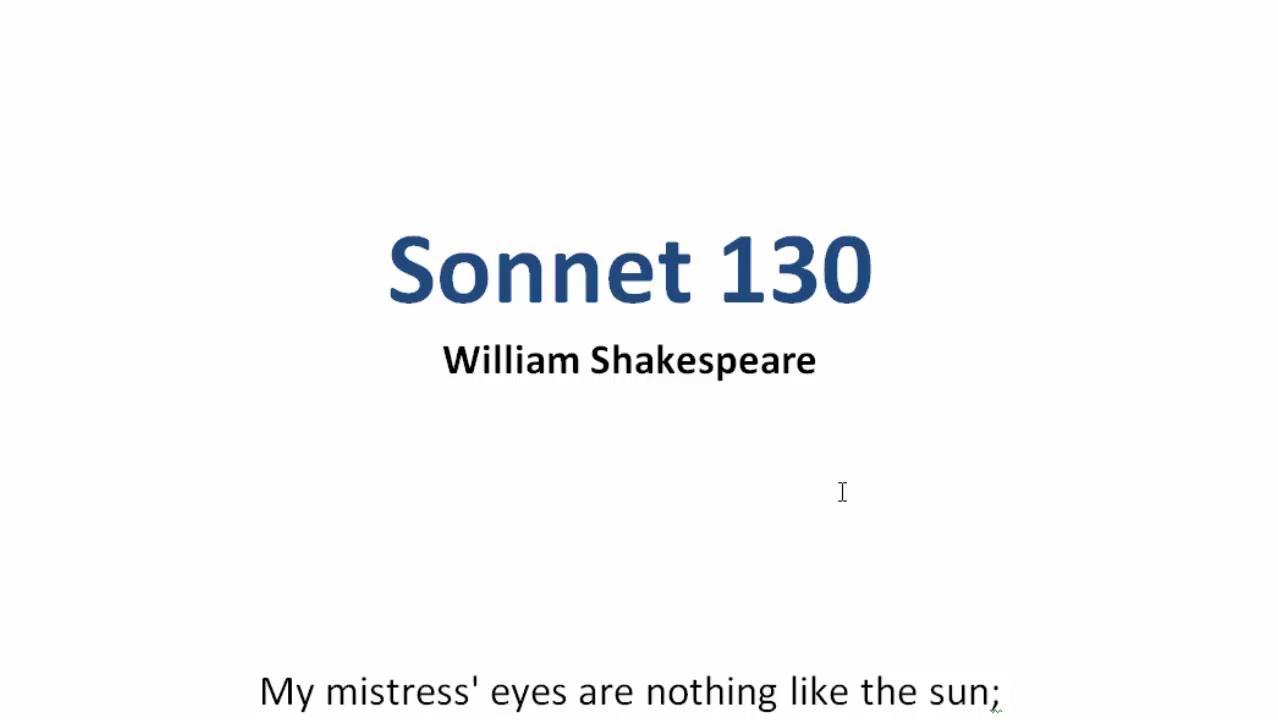 Sonnet 130
William Shakespeare
My mistress' eyes are nothing like the sun;